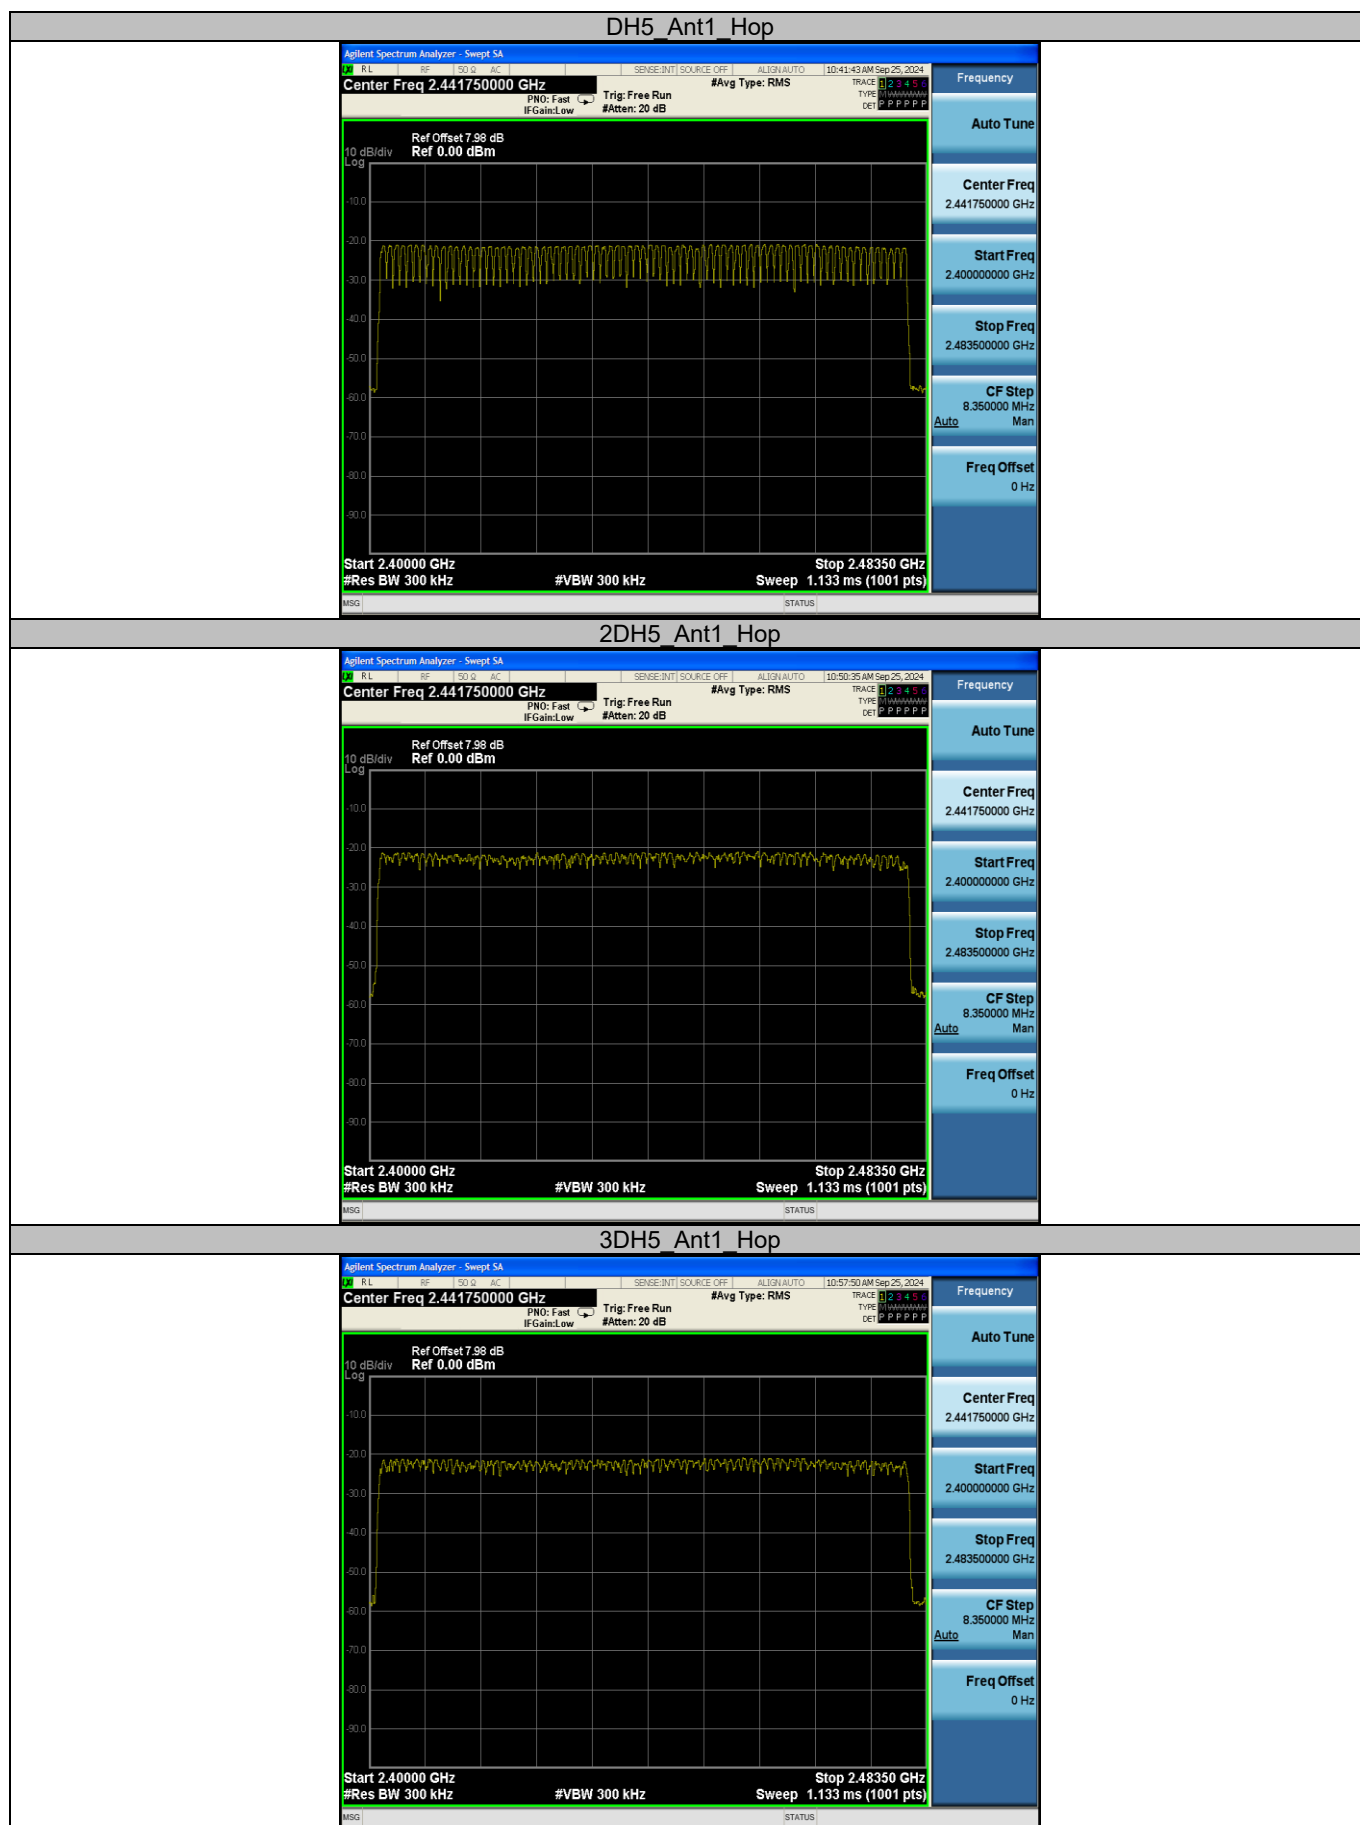 DH5_Ant1_Hop
Agilent Spectrum Analyzer - Swept SA
RL RF 50 Ω AC SENSE:INT SOURCE OFF ALIGN AUTO 10:41:43 AM Sep 25, 2024
Center Freq 2.441750000 GHz #Avg Type: RMS TRACE 1 2 3 4 5 6
PNO: Fast Trig: Free Run TYPE
IFGain:Low #Atten: 20 dB DET P P P P P P
Ref Offset 7.98 dB
10 dB/div Ref 0.00 dBm
Log
-10.0
-20.0
-30.0
-40.0
-50.0
-60.0
-70.0
-80.0
-90.0
Start 2.40000 GHz Stop 2.48350 GHz
#Res BW 300 kHz #VBW 300 kHz Sweep 1.133 ms (1001 pts)
MSG STATUS
Frequency
Auto Tune
Center Freq
2.441750000 GHz
Start Freq
2.400000000 GHz
Stop Freq
2.483500000 GHz
CF Step
8.350000 MHz
Auto Man
Freq Offset
0 Hz
2DH5_Ant1_Hop
Agilent Spectrum Analyzer - Swept SA
RL RF 50 Ω AC SENSE:INT SOURCE OFF ALIGN AUTO 10:50:35 AM Sep 25, 2024
Center Freq 2.441750000 GHz #Avg Type: RMS TRACE 1 2 3 4 5 6
PNO: Fast Trig: Free Run TYPE
IFGain:Low #Atten: 20 dB DET P P P P P P
Ref Offset 7.98 dB
10 dB/div Ref 0.00 dBm
Log
-10.0
-20.0
-30.0
-40.0
-50.0
-60.0
-70.0
-80.0
-90.0
Start 2.40000 GHz Stop 2.48350 GHz
#Res BW 300 kHz #VBW 300 kHz Sweep 1.133 ms (1001 pts)
MSG STATUS
Frequency
Auto Tune
Center Freq
2.441750000 GHz
Start Freq
2.400000000 GHz
Stop Freq
2.483500000 GHz
CF Step
8.350000 MHz
Auto Man
Freq Offset
0 Hz
3DH5_Ant1_Hop
Agilent Spectrum Analyzer - Swept SA
RL RF 50 Ω AC SENSE:INT SOURCE OFF ALIGN AUTO 10:57:50 AM Sep 25, 2024
Center Freq 2.441750000 GHz #Avg Type: RMS TRACE 1 2 3 4 5 6
PNO: Fast Trig: Free Run TYPE
IFGain:Low #Atten: 20 dB DET P P P P P P
Ref Offset 7.98 dB
10 dB/div Ref 0.00 dBm
Log
-10.0
-20.0
-30.0
-40.0
-50.0
-60.0
-70.0
-80.0
-90.0
Start 2.40000 GHz Stop 2.48350 GHz
#Res BW 300 kHz #VBW 300 kHz Sweep 1.133 ms (1001 pts)
MSG STATUS
Frequency
Auto Tune
Center Freq
2.441750000 GHz
Start Freq
2.400000000 GHz
Stop Freq
2.483500000 GHz
CF Step
8.350000 MHz
Auto Man
Freq Offset
0 Hz